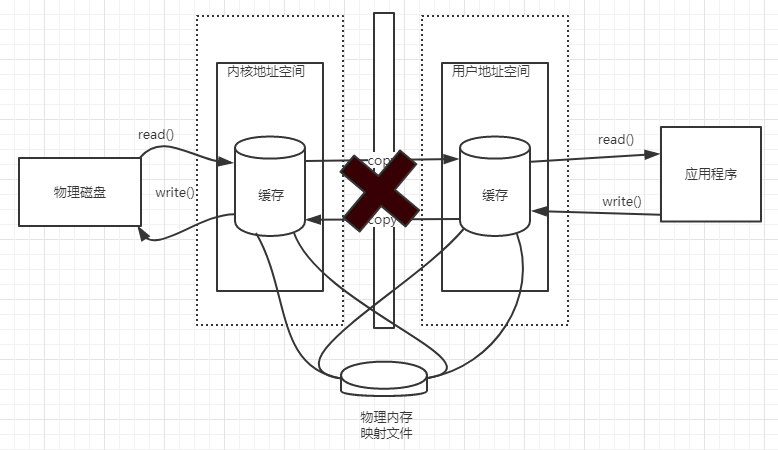 内核地址空间
用户地址空间
read()
copy
read()
物理磁盘
write()
缓存
缓存
应用程序
write()
copy
物理内存
映射文件